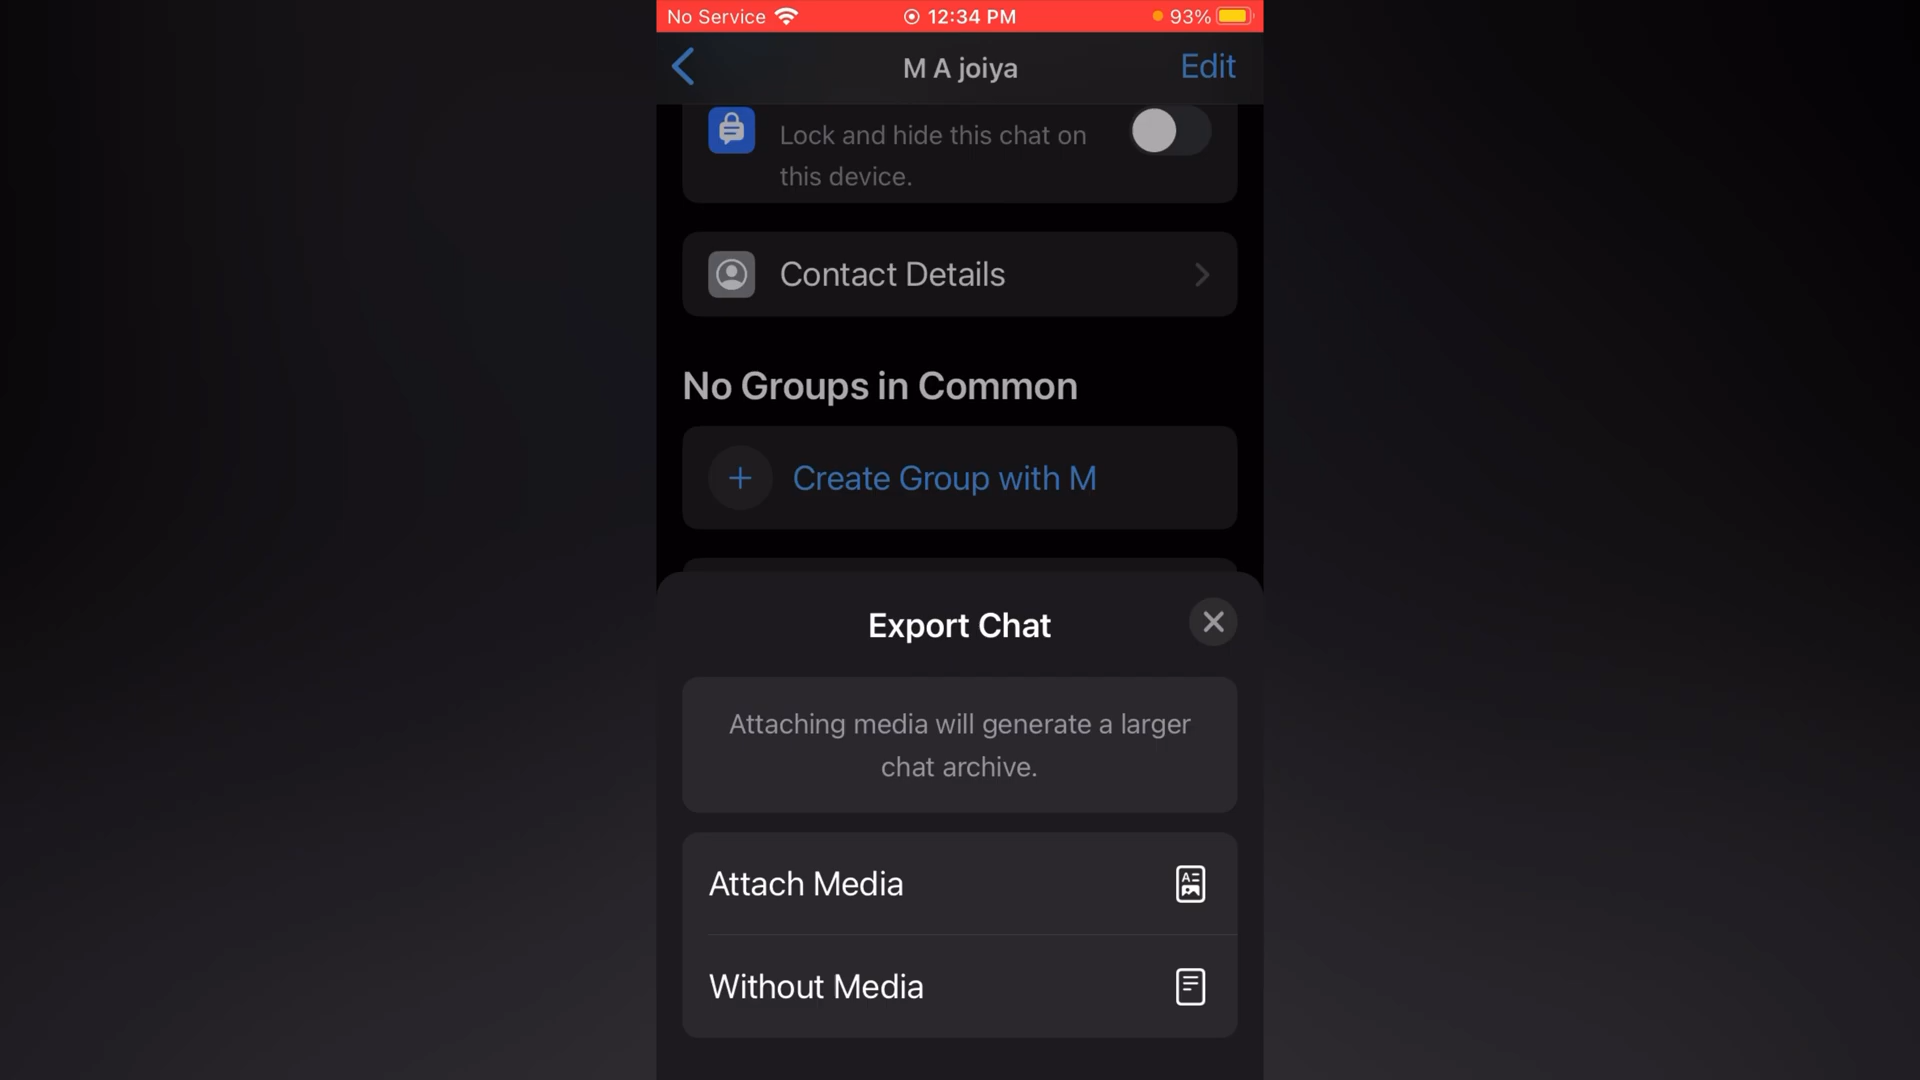 No Service 12:34 PM 93%
M A joiya Edit
Lock and hide this chat on
this device.
Contact Details
No Groups in Common
+ Create Group with M
Export Chat
Attaching media will generate a larger
chat archive.
Attach Media
Without Media